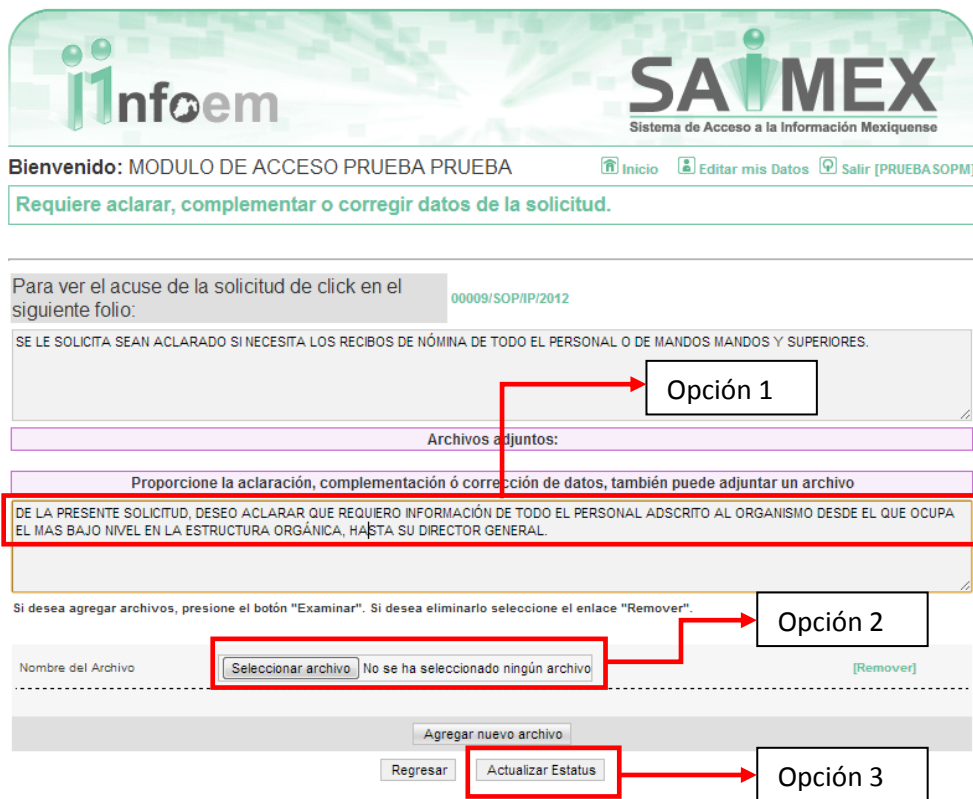 Infoem
SAIMEX
Sistema de Acceso a la Información Mexiquense
Bienvenido: MODULO DE ACCESO PRUEBA PRUEBA
Inicio Editar mis Datos Salir [PRUEBASOPM]
Requiere aclarar, complementar o corregir datos de la solicitud.
Para ver el acuse de la solicitud de click en el
siguiente folio:
00009/SOP/IP/2012
SE LE SOLICITA SEAN ACLARADO SI NECESITA LOS RECIBOS DE NÓMINA DE TODO EL PERSONAL O DE MANDOS MANDOS Y SUPERIORES.
Opción 1
Archivos adjuntos:
Proporcione la aclaración, complementación ó corrección de datos, también puede adjuntar un archivo
DE LA PRESENTE SOLICITUD, DESEO ACLARAR QUE REQUIERO INFORMACIÓN DE TODO EL PERSONAL ADSCRITO AL ORGANISMO DESDE EL QUE OCUPA
EL MAS BAJO NIVEL EN LA ESTRUCTURA ORGÁNICA, HASTA SU DIRECTOR GENERAL.
Si desea agregar archivos, presione el botón "Examinar". Si desea eliminarlo seleccione el enlace "Remover".
Opción 2
Nombre del Archivo Seleccionar archivo No se ha seleccionado ningún archivo [Remover]
Agregar nuevo archivo
Regresar Actualizar Estatus
Opción 3